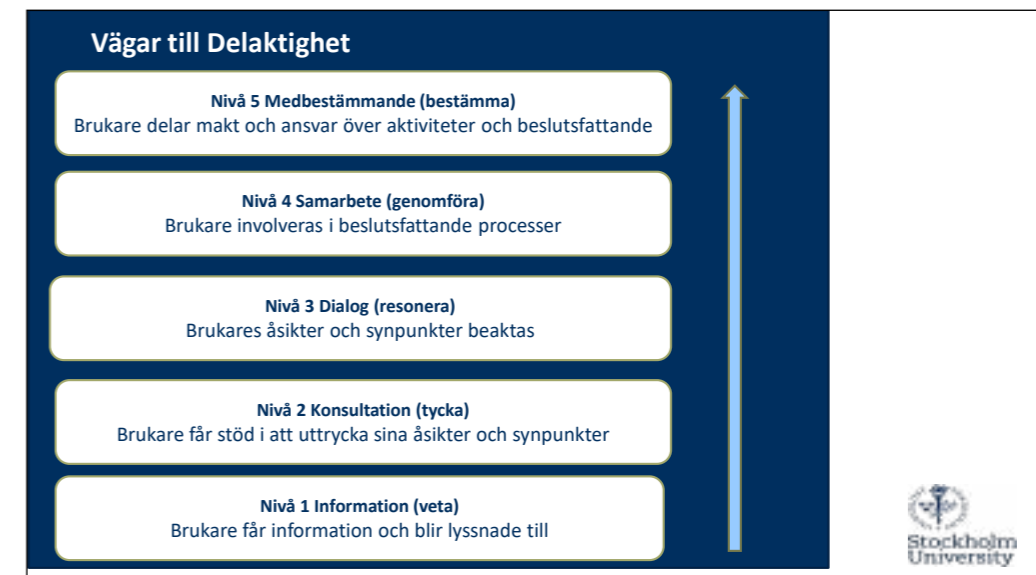 Vägar till Delaktighet
Nivå 5 Medbestämmande (bestämma)
Brukare delar makt och ansvar över aktiviteter och beslutsfattande
Nivå 4 Samarbete (genomföra)
Brukare involveras i beslutsfattande processer
Nivå 3 Dialog (resonera)
Brukares åsikter och synpunkter beaktas
Nivå 2 Konsultation (tycka)
Brukare får stöd i att uttrycka sina åsikter och synpunkter
Nivå 1 Information (veta)
Brukare får information och blir lyssnade till
Stockholm
University